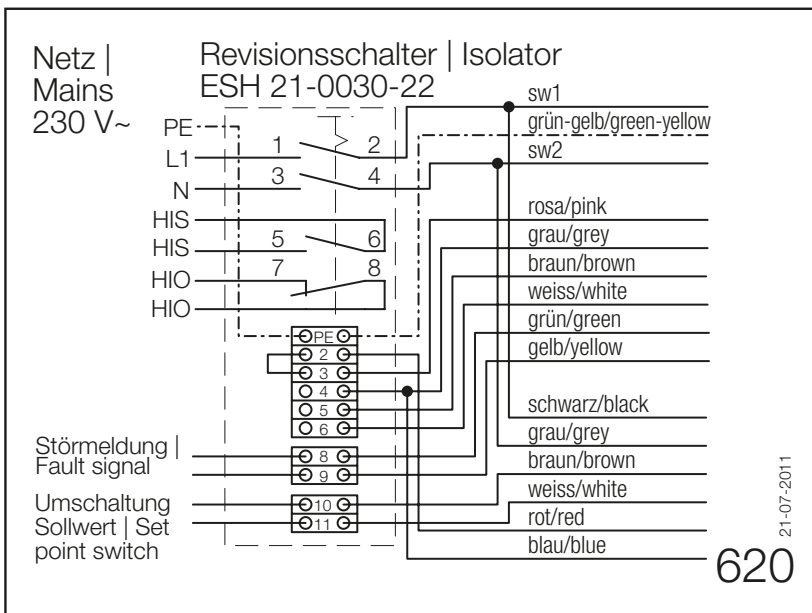 Netz |
Mains
230 V~
Revisionsschalter | Isolator
ESH 21-0030-22
PE
L1
N
HIS
HIS
HIO
HIO
1 2
3 4
5 6
7 8
PE
2
3
4
5
6
8
9
10
11
Störmeldung |
Fault signal
Umschaltung
Sollwert | Set
point switch
sw1
grün-gelb/green-yellow
sw2
rosa/pink
grau/grey
braun/brown
weiss/white
grün/green
gelb/yellow
schwarz/black
grau/grey
braun/brown
weiss/white
rot/red
blau/blue
21-07-2011
620